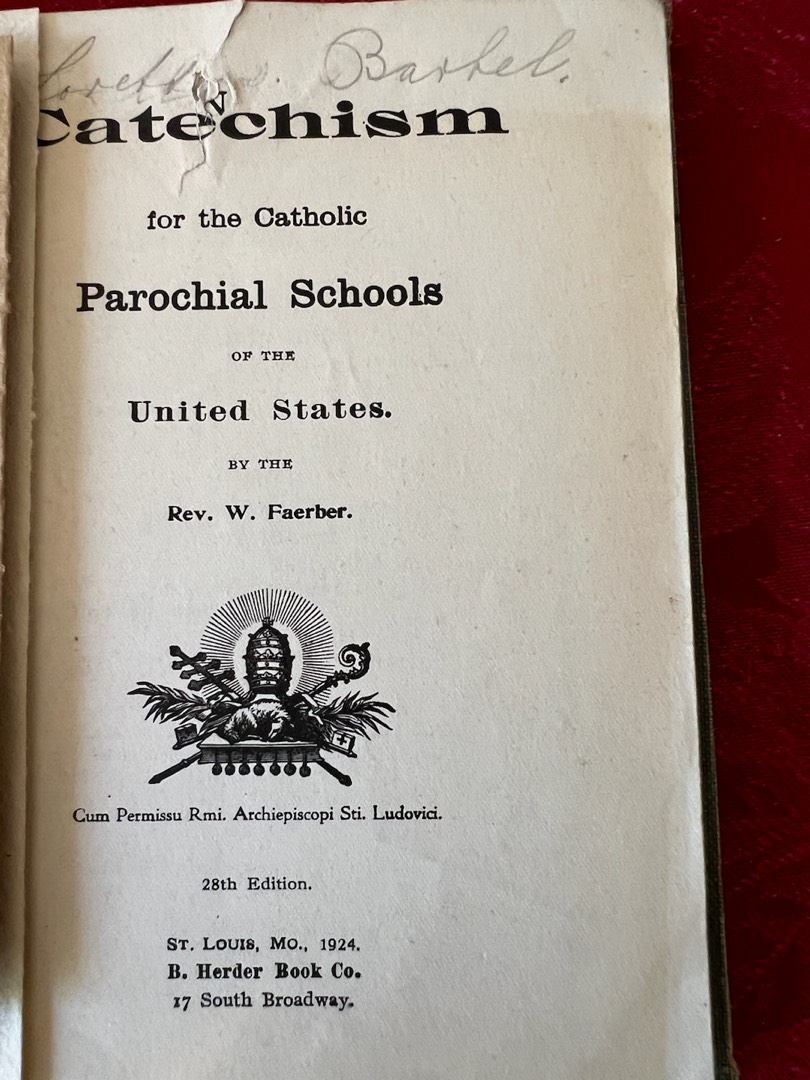 Bartel.
Catechism
for the Catholic
Parochial Schools
OF THE
United States.
BY THE
Rev. W. Faerber.
Cum Permissu Rmi. Archiepiscopi Sti. Ludovici.
28th Edition.
ST. LOUIS, MO., 1924.
B. Herder Book Co.
17 South Broadway.